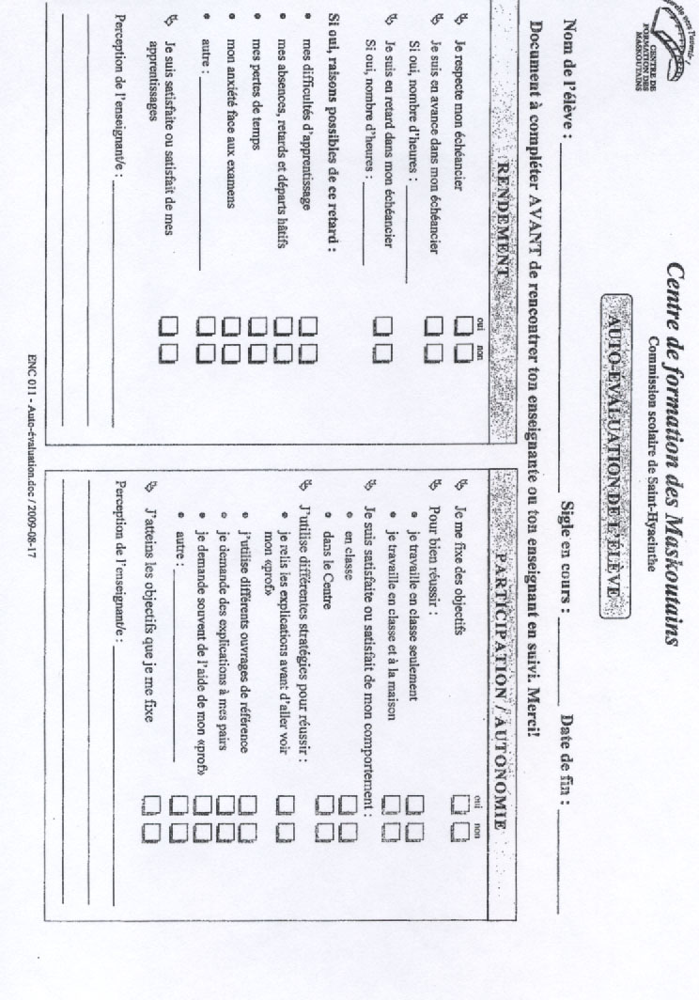 CENTRE DE
FORMATION DES
MASKOUTAINS
Centre de formation des Maskoutains
Commission scolaire de Saint-Hyacinthe
AUTO-ÉVALUATION DE L'ÉLÈVE
Nom de l'élève : Sigle en cours : Date de fin :
Document à compléter AVANT de rencontrer ton enseignante ou ton enseignant en suivi. Merci!
RENDEMENT
oui non
Je respecte mon échéancier
Je suis en avance dans mon échéancier
Si oui, nombre d'heures :
Je suis en retard dans mon échéancier
Si oui, nombre d'heures :
Si oui, raisons possibles de ce retard :
• mes difficultés d'apprentissage
• mes absences, retards et départs hâtifs
• mes pertes de temps
• mon anxiété face aux examens
• autre :
Je suis satisfaite ou satisfait de mes
apprentissages
Perception de l'enseignant/e :
PARTICIPATION / AUTONOMIE
oui non
Je me fixe des objectifs
Pour bien réussir :
• je travaille en classe seulement
• je travaille en classe et à la maison
Je suis satisfaite ou satisfait de mon comportement :
• en classe
• dans le Centre
J'utilise différentes stratégies pour réussir :
• je relis les explications avant d'aller voir
mon «prof»
• j'utilise différents ouvrages de référence
• je demande des explications à mes pairs
• je demande souvent de l'aide de mon «prof»
• autre :
J'atteins les objectifs que je me fixe
Perception de l'enseignant/e :
ENC 011 - Auto-évaluation.doc / 2009-08-17